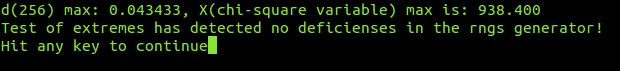 d(256) max: 0.043433, X(chi-square variable) max is: 938.400
Test of extremes has detected no deficienses in the rngs generator!
Hit any key to continue